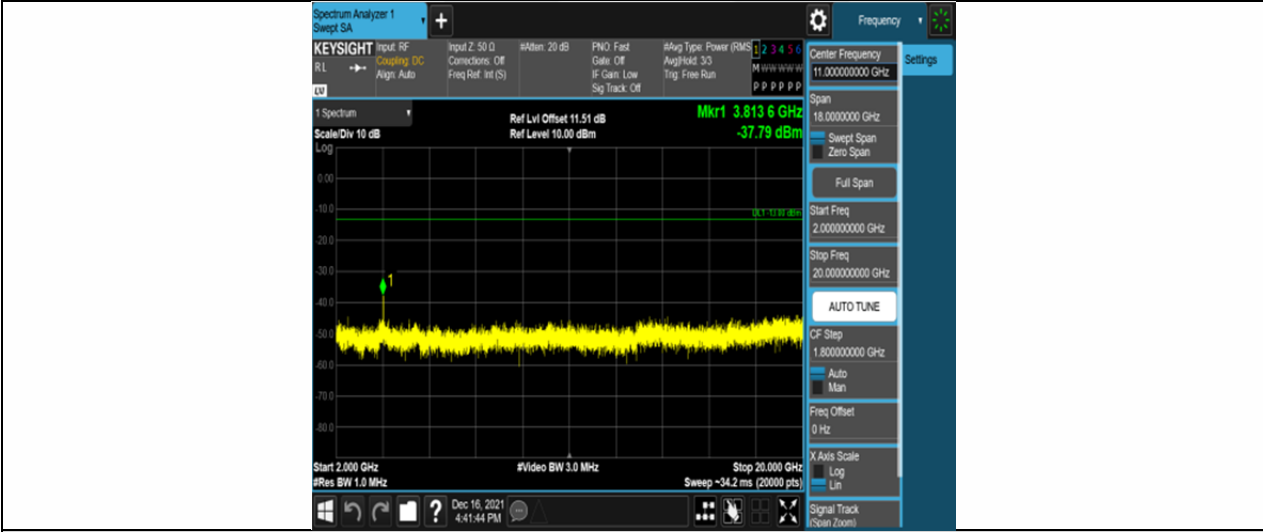 Spectrum Analyzer 1
Swept SA
+
Frequency
KEYSIGHT
RL
LV
Input: RF
Coupling: DC
Align: Auto
Input Z: 50 Ω
Corrections: Off
Freq Ref: Int (S)
#Atten: 20 dB
PNO: Fast
Gate: Off
IF Gain: Low
Sig Track: Off
#Avg Type: Power (RMS
Avg|Hold: 3/3
Trig: Free Run
1 2 3 4 5 6
M W W W W W
P P P P P P
1 Spectrum
Scale/Div 10 dB
Log
Ref Lvl Offset 11.51 dB
Ref Level 10.00 dBm
Mkr1 3.813 6 GHz
-37.79 dBm
0.00
-10.0
DL1 -13.00 dBm
-20.0
-30.0
1
-40.0
-50.0
-60.0
-70.0
-80.0
Start 2.000 GHz
#Res BW 1.0 MHz
#Video BW 3.0 MHz
Stop 20.000 GHz
Sweep ~34.2 ms (20000 pts)
Center Frequency
11.000000000 GHz
Settings
Span
18.0000000 GHz
Swept Span
Zero Span
Full Span
Start Freq
2.000000000 GHz
Stop Freq
20.000000000 GHz
AUTO TUNE
CF Step
1.800000000 GHz
Auto
Man
Freq Offset
0 Hz
X Axis Scale
Log
Lin
Signal Track
(Span Zoom)
?
Dec 16, 2021
4:41:44 PM